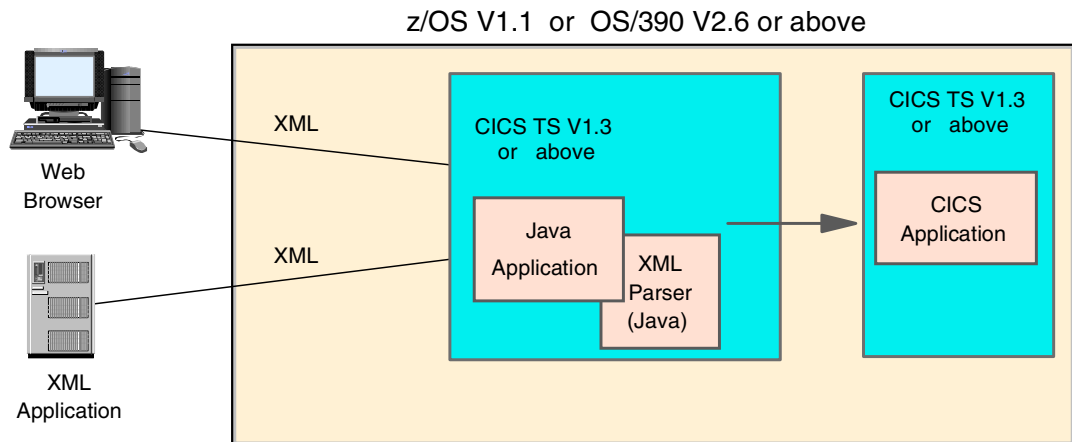 z/OS V1.1 or OS/390 V2.6 or above
Web
Browser
XML
XML
XML
Application
CICS TS V1.3
or above
Java
Application
XML
Parser
(Java)
CICS TS V1.3
or above
CICS
Application